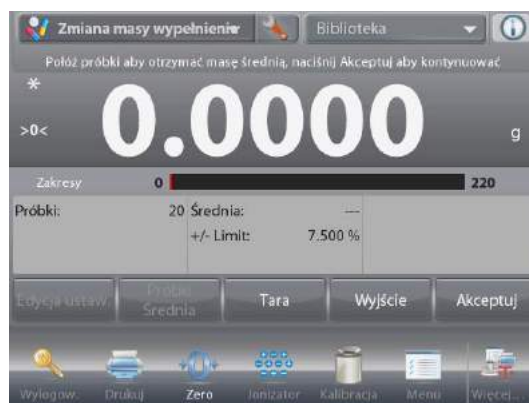 Zmiana masy wypełnienie Biblioteka
Połóż próbki aby otrzymać masę średnią, naciśnij Akceptuj aby kontynuować
*
>0< 0.0000 g
Zakresy 0 220
Próbki: 20 Średnia: ---
+/- Limit: 7.500 %
Edycja ustaw. Próbki Średnia Tara Wyjście Akceptuj
Wylogow. Drukuj Zero Jonizator Kalibracja Menu Więcej...